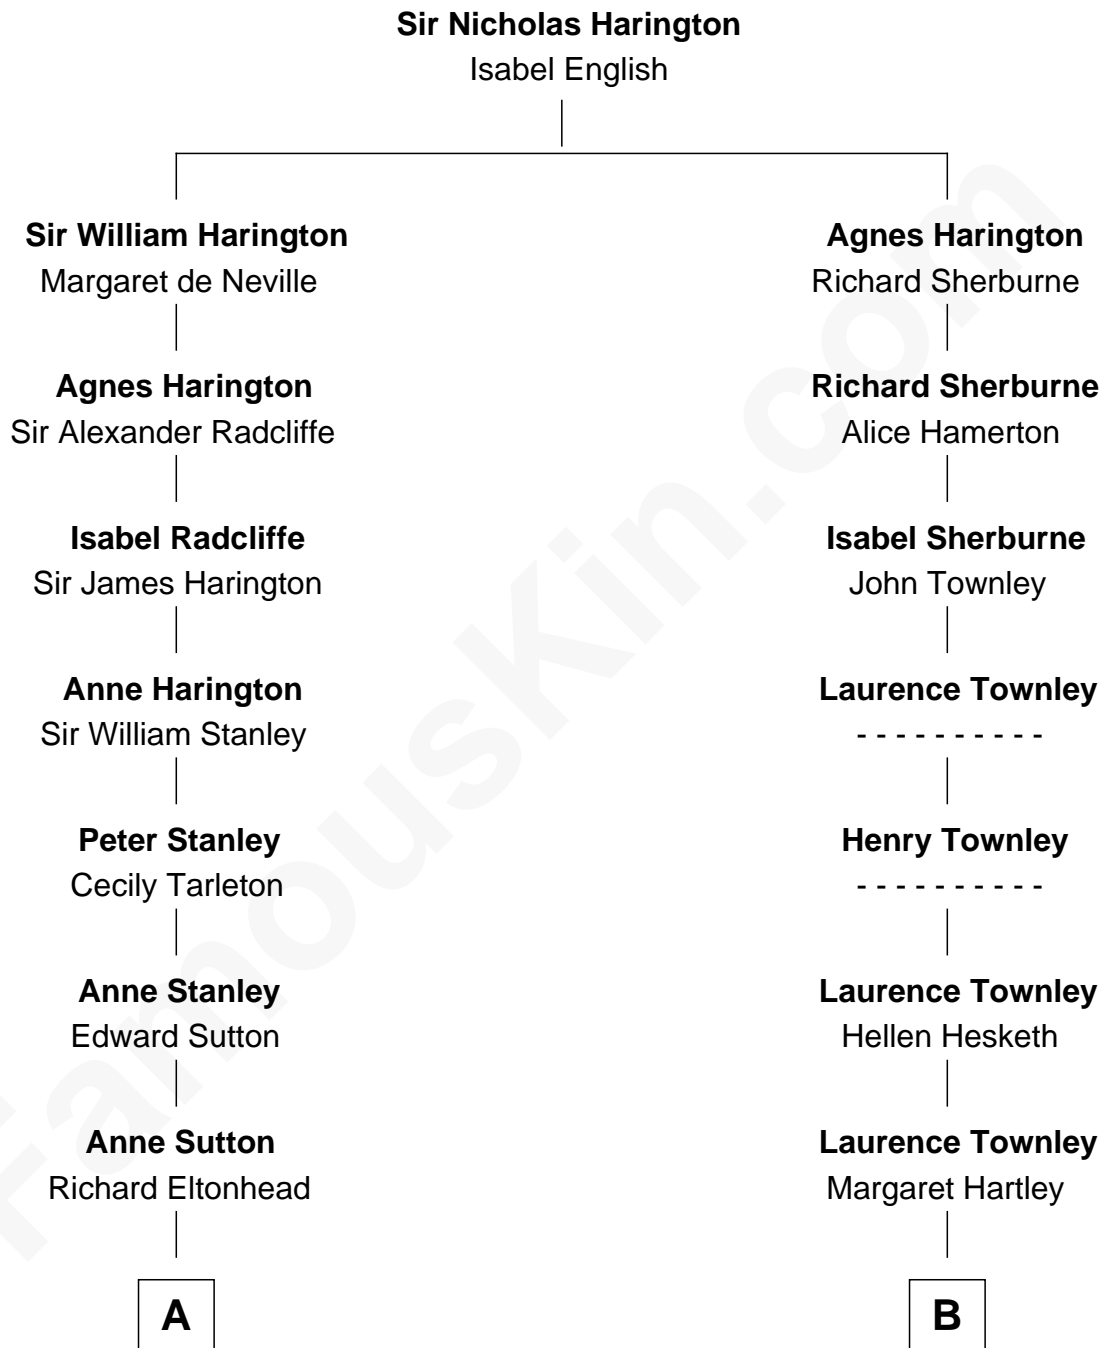 Sir Nicholas Harington
Isabel English
Sir William Harington
Margaret de Neville
Agnes Harington
Richard Sherburne
Agnes Harington
Sir Alexander Radcliffe
Richard Sherburne
Alice Hamerton
Isabel Radcliffe
Sir James Harington
Isabel Sherburne
John Townley
Anne Harington
Sir William Stanley
Laurence Townley
- - - - - - - - - -
Peter Stanley
Cecily Tarleton
Henry Townley
- - - - - - - - - -
Anne Stanley
Edward Sutton
Laurence Townley
Hellen Hesketh
Anne Sutton
Richard Eltonhead
Laurence Townley
Margaret Hartley
A
B
FamousKin.com